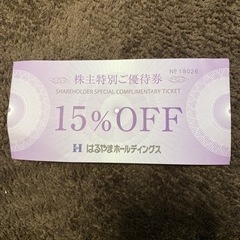 株主特別ご優待券
№ 18026
SHAREHOLDER SPECIAL COMPLIMENTARY TICKET
15%OFF
はるやまホールディングス